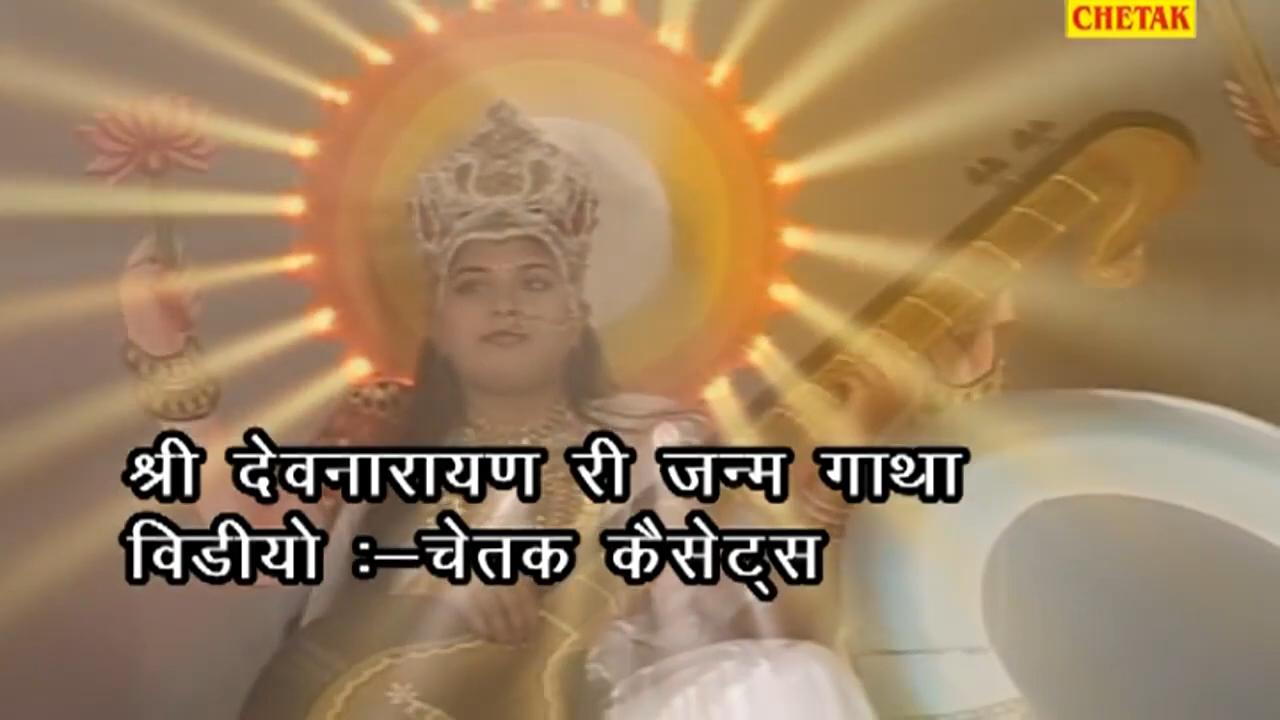 CHETAK
श्री देवनारायण री जन्म गाथा
विडीयो :–चेतक कैसेट्स